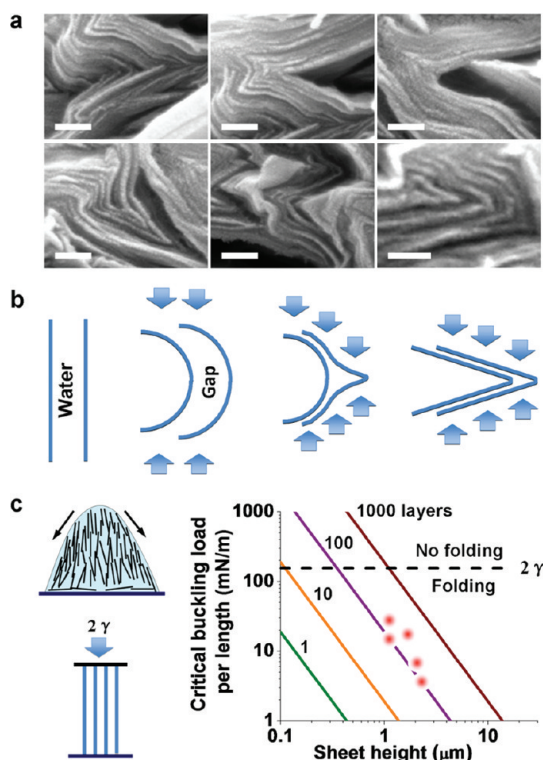 a
b
Water
Gap
c
2 γ
Critical buckling load
per length (mN/m)
1000
100
10
1
1000 layers
100
10
1
No folding
2 γ
Folding
0.1
1
10
Sheet height (μm)